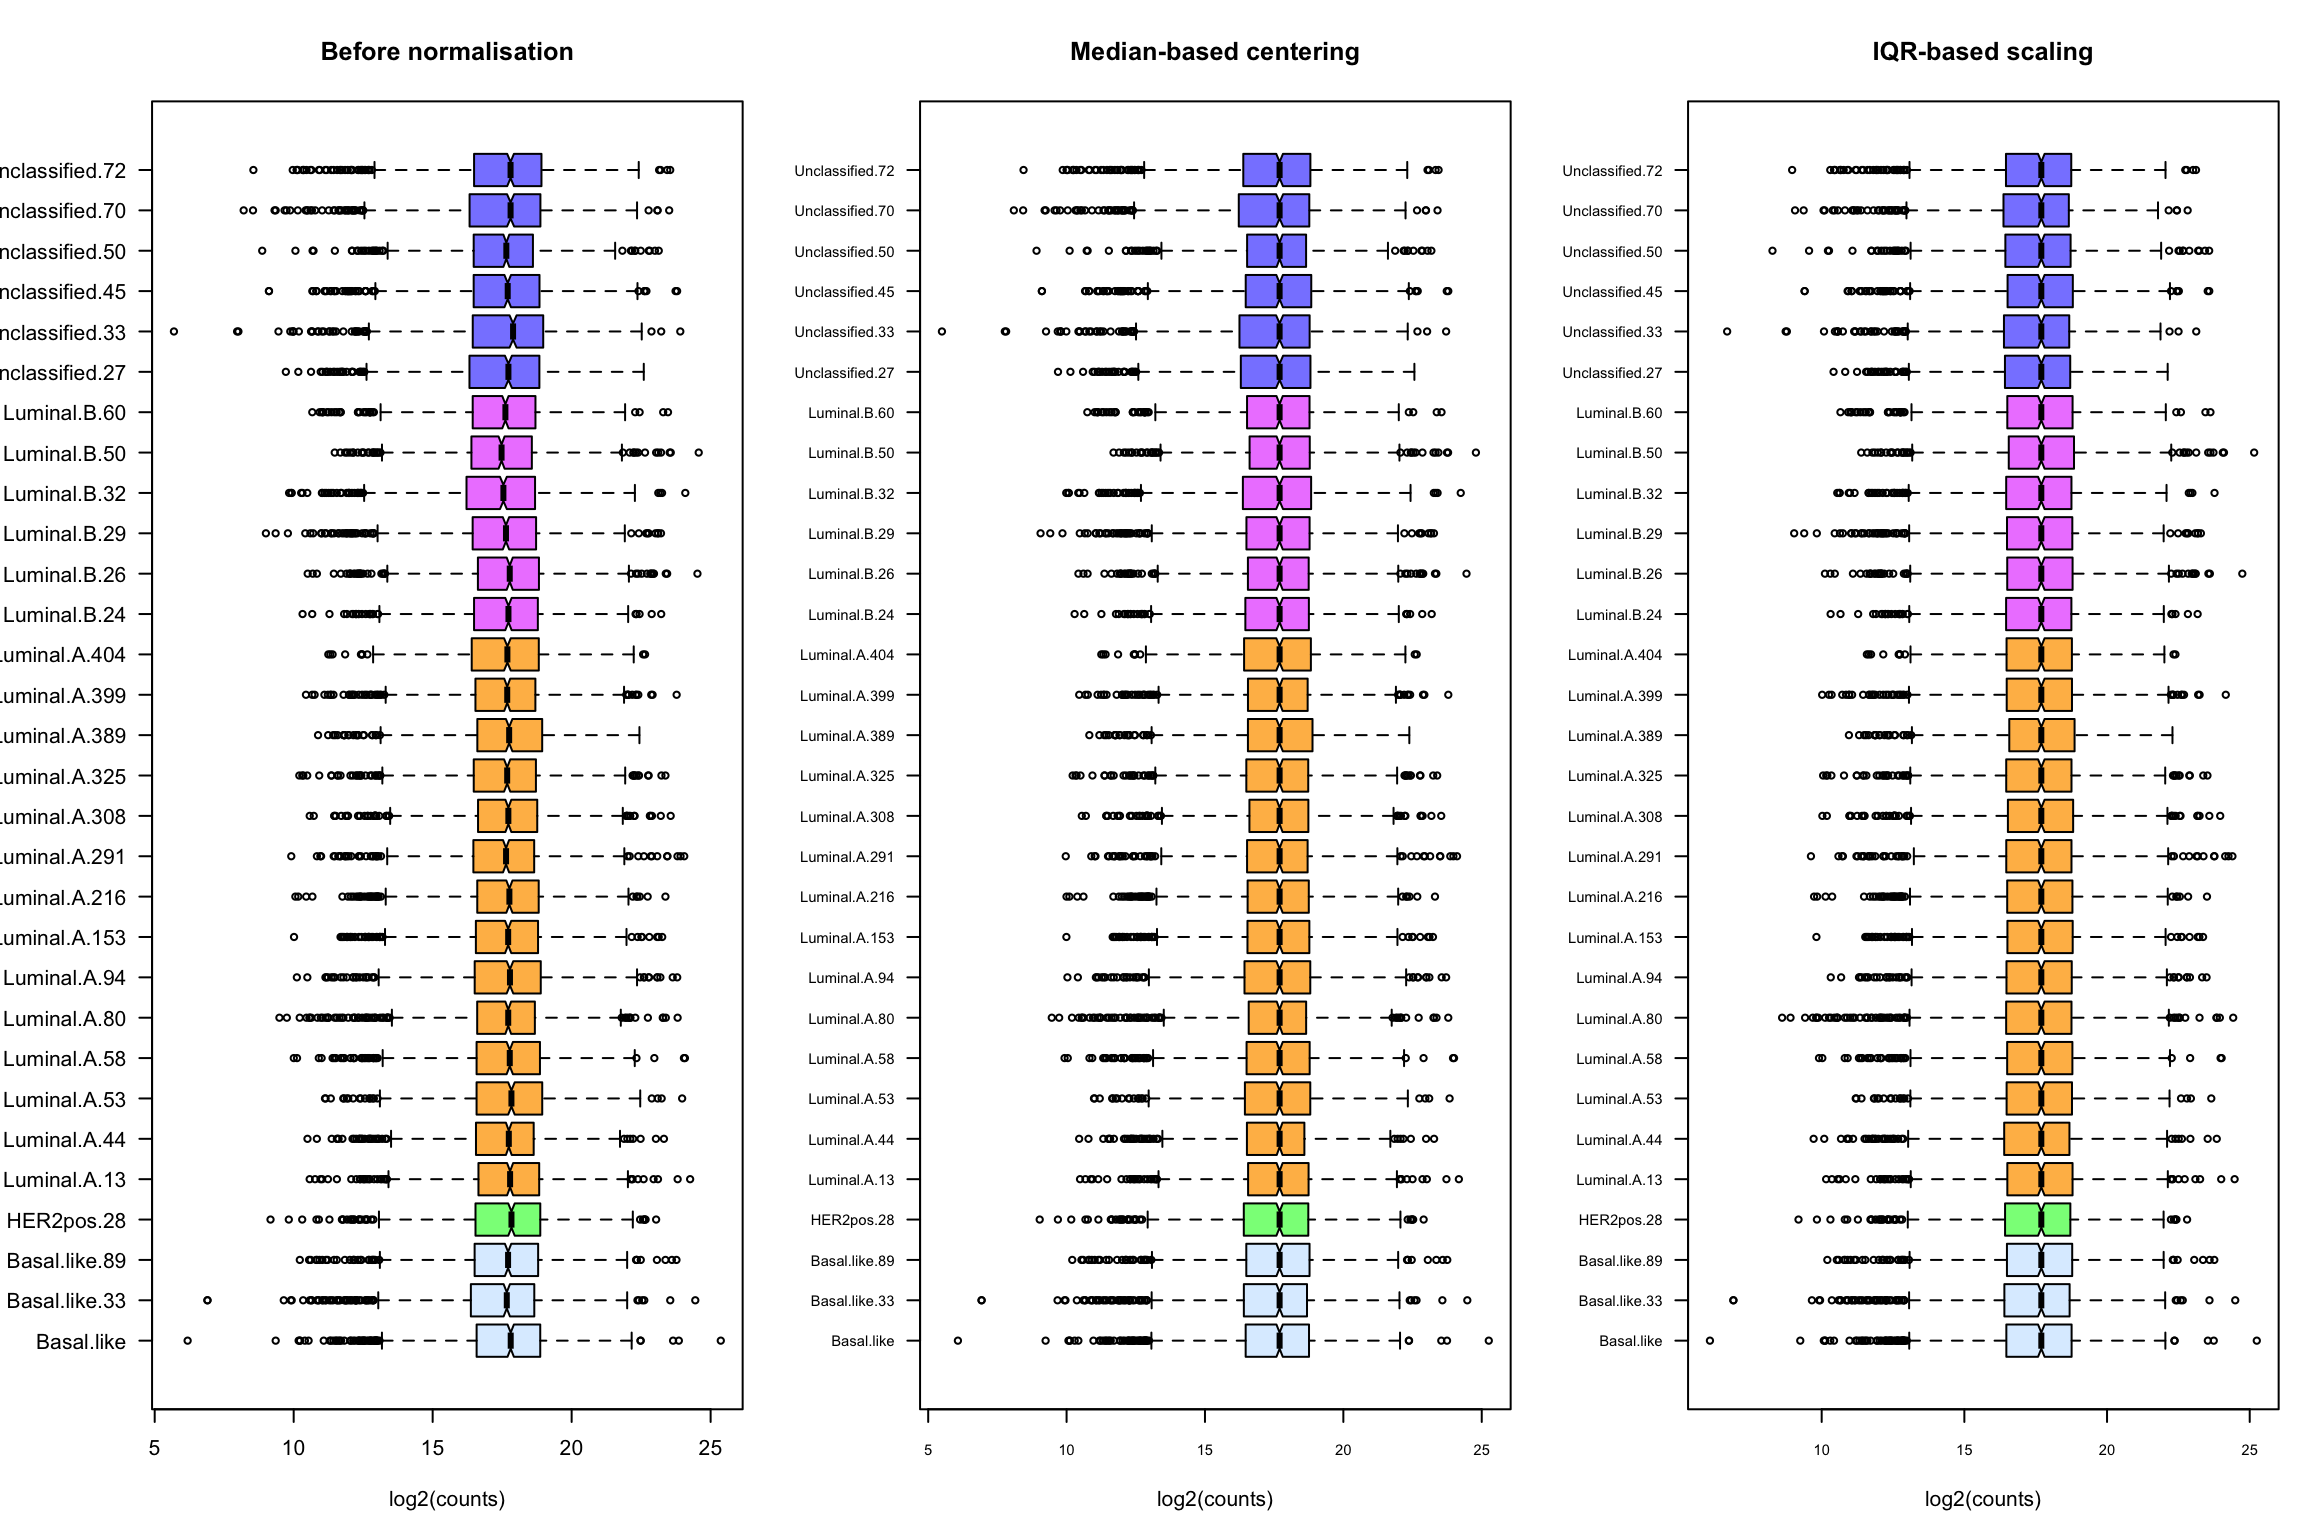 Before normalisation
nclassified.72
nclassified.70
nclassified.50
nclassified.45
nclassified.33
nclassified.27
Luminal.B.60
Luminal.B.50
Luminal.B.32
Luminal.B.29
Luminal.B.26
Luminal.B.24
uminal.A.404
uminal.A.399
uminal.A.389
uminal.A.325
uminal.A.308
uminal.A.291
uminal.A.216
uminal.A.153
Luminal.A.94
Luminal.A.80
Luminal.A.58
Luminal.A.53
Luminal.A.44
Luminal.A.13
HER2pos.28
Basal.like.89
Basal.like.33
Basal.like
5 10 15 20 25
log2(counts)
Median-based centering
Unclassified.72
Unclassified.70
Unclassified.50
Unclassified.45
Unclassified.33
Unclassified.27
Luminal.B.60
Luminal.B.50
Luminal.B.32
Luminal.B.29
Luminal.B.26
Luminal.B.24
Luminal.A.404
Luminal.A.399
Luminal.A.389
Luminal.A.325
Luminal.A.308
Luminal.A.291
Luminal.A.216
Luminal.A.153
Luminal.A.94
Luminal.A.80
Luminal.A.58
Luminal.A.53
Luminal.A.44
Luminal.A.13
HER2pos.28
Basal.like.89
Basal.like.33
Basal.like
5 10 15 20 25
log2(counts)
IQR-based scaling
Unclassified.72
Unclassified.70
Unclassified.50
Unclassified.45
Unclassified.33
Unclassified.27
Luminal.B.60
Luminal.B.50
Luminal.B.32
Luminal.B.29
Luminal.B.26
Luminal.B.24
Luminal.A.404
Luminal.A.399
Luminal.A.389
Luminal.A.325
Luminal.A.308
Luminal.A.291
Luminal.A.216
Luminal.A.153
Luminal.A.94
Luminal.A.80
Luminal.A.58
Luminal.A.53
Luminal.A.44
Luminal.A.13
HER2pos.28
Basal.like.89
Basal.like.33
Basal.like
10 15 20 25
log2(counts)